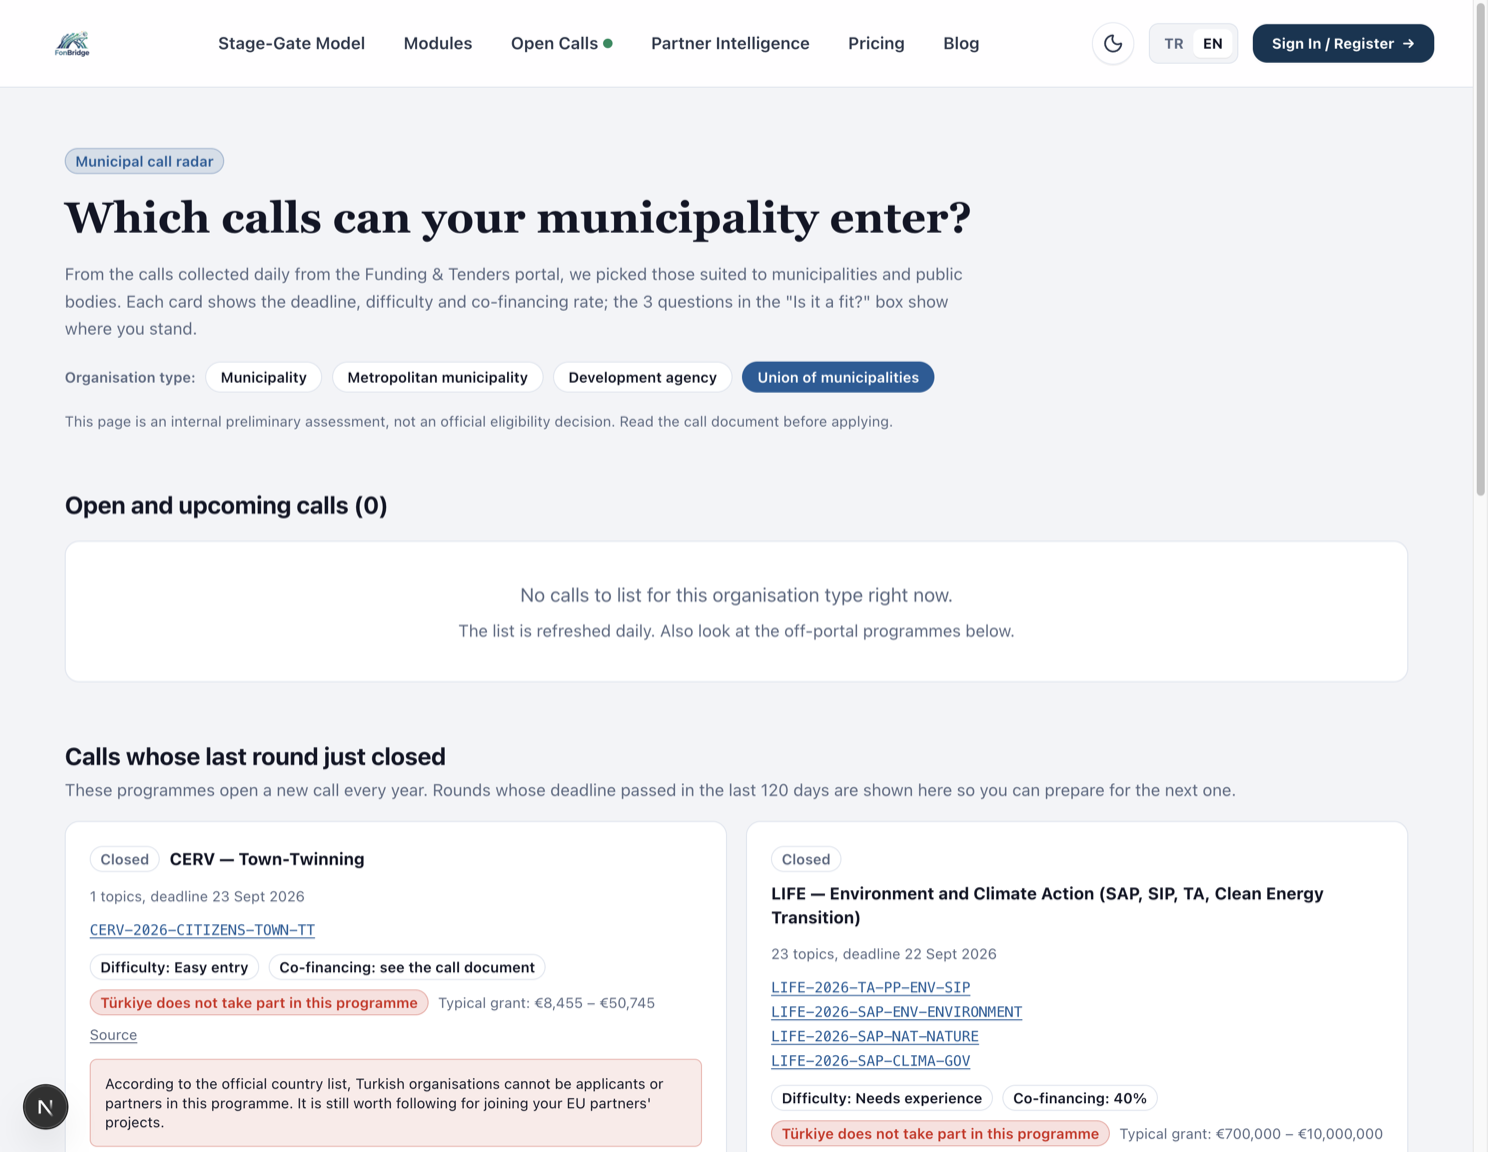 FonBridge
Stage-Gate Model
Modules
Open Calls
Partner Intelligence
Pricing
Blog
TR
EN
Sign In / Register →
Municipal call radar
Which calls can your municipality enter?
From the calls collected daily from the Funding & Tenders portal, we picked those suited to municipalities and public
bodies. Each card shows the deadline, difficulty and co-financing rate; the 3 questions in the "Is it a fit?" box show
where you stand.
Organisation type:
Municipality
Metropolitan municipality
Development agency
Union of municipalities
This page is an internal preliminary assessment, not an official eligibility decision. Read the call document before applying.
Open and upcoming calls (0)
No calls to list for this organisation type right now.
The list is refreshed daily. Also look at the off-portal programmes below.
Calls whose last round just closed
These programmes open a new call every year. Rounds whose deadline passed in the last 120 days are shown here so you can prepare for the next one.
Closed
CERV — Town-Twinning
1 topics, deadline 23 Sept 2026
CERV-2026-CITIZENS-TOWN-TT
Difficulty: Easy entry
Co-financing: see the call document
Türkiye does not take part in this programme
Typical grant: €8,455 – €50,745
Source
According to the official country list, Turkish organisations cannot be applicants or
partners in this programme. It is still worth following for joining your EU partners'
projects.
Closed
LIFE — Environment and Climate Action (SAP, SIP, TA, Clean Energy
Transition)
23 topics, deadline 22 Sept 2026
LIFE-2026-TA-PP-ENV-SIP
LIFE-2026-SAP-ENV-ENVIRONMENT
LIFE-2026-SAP-NAT-NATURE
LIFE-2026-SAP-CLIMA-GOV
Difficulty: Needs experience
Co-financing: 40%
Türkiye does not take part in this programme
Typical grant: €700,000 – €10,000,000
N